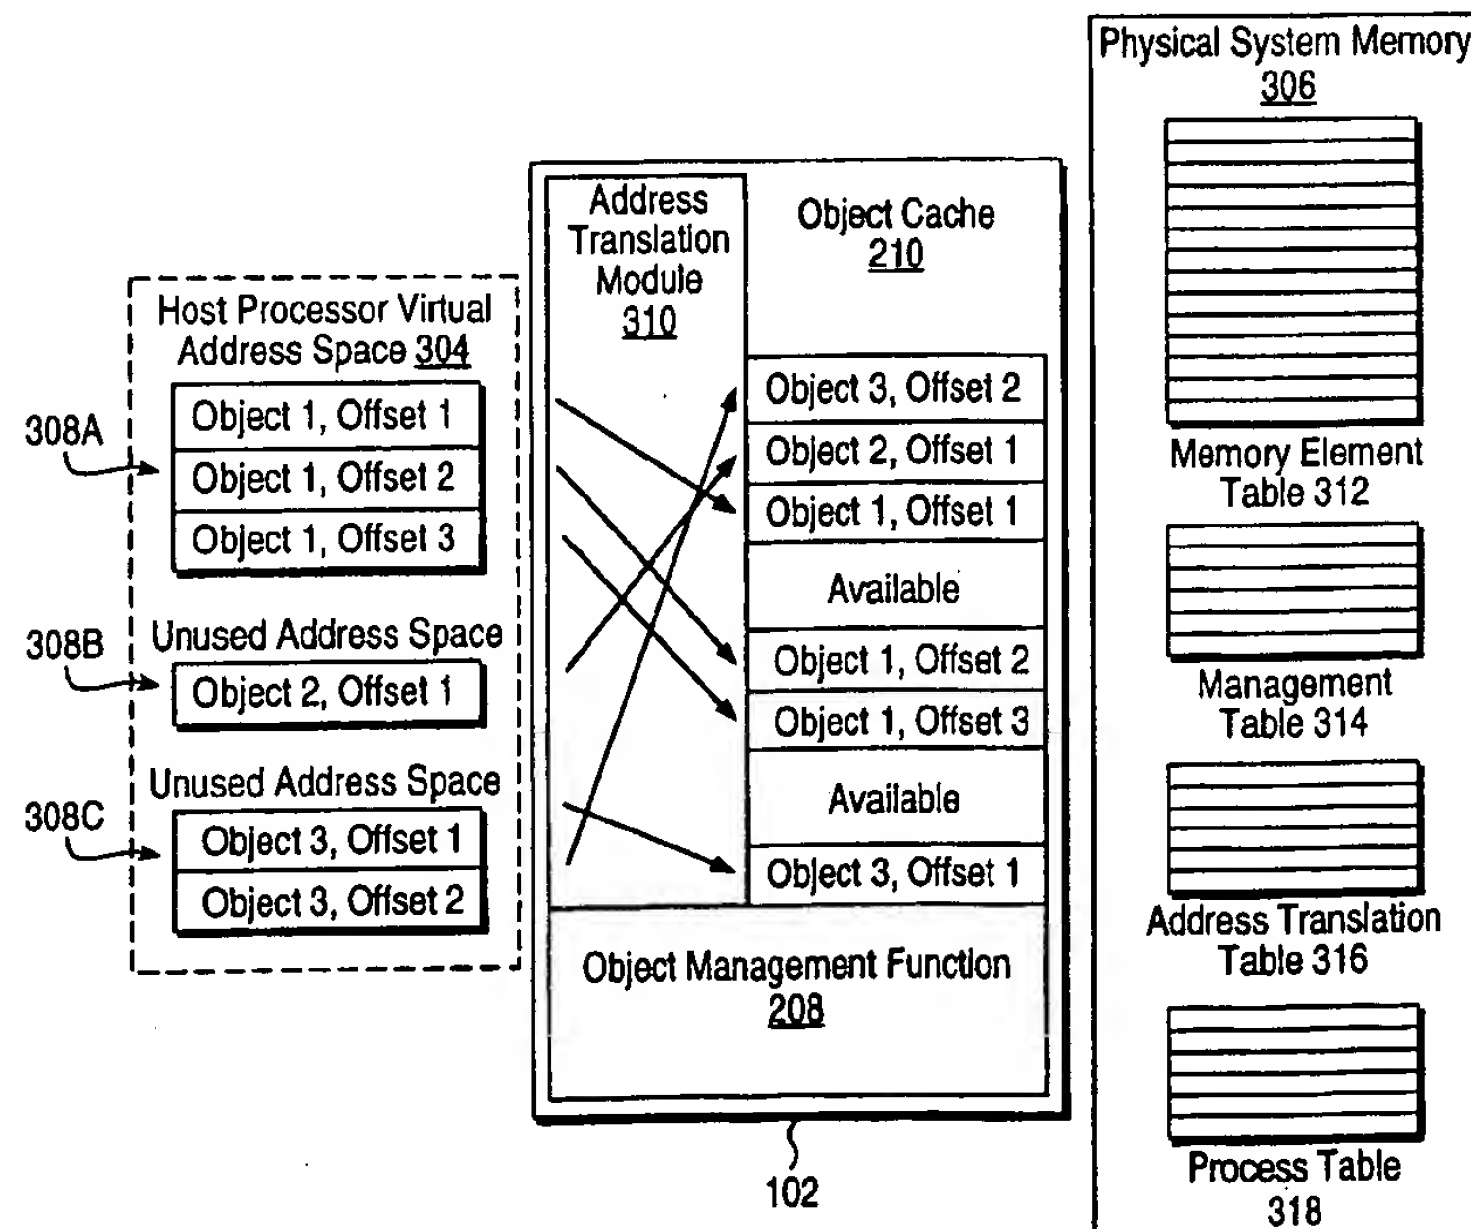 Physical System Memory
306
Memory Element
Table 312
Management
Table 314
Address Translation
Table 316
Process Table
318
Address
Translation
Module
310
Object Cache
210
Object 3, Offset 2
Object 2, Offset 1
Object 1, Offset 1
Available
Object 1, Offset 2
Object 1, Offset 3
Available
Object 3, Offset 1
Object Management Function
208
102
Host Processor Virtual
Address Space 304
308A
Object 1, Offset 1
Object 1, Offset 2
Object 1, Offset 3
Unused Address Space
308B
Object 2, Offset 1
Unused Address Space
308C
Object 3, Offset 1
Object 3, Offset 2